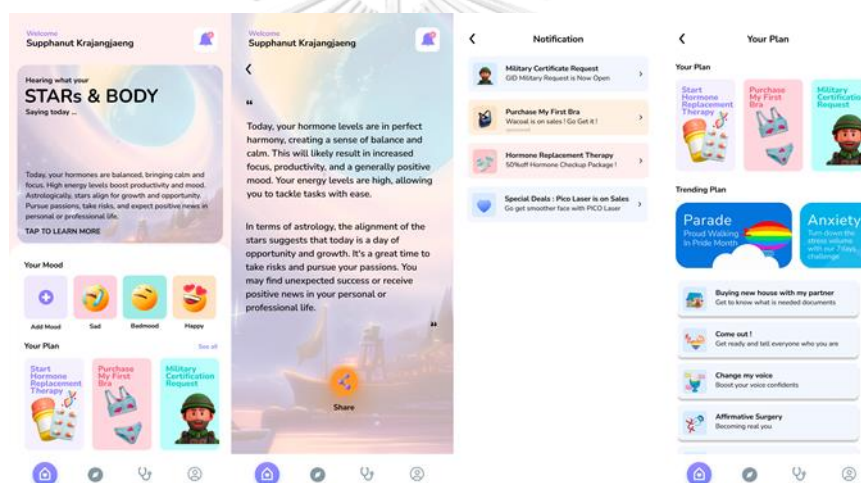 Welcome
Supphanut Krajangjaeng
Hearing what your
STARs & BODY
Saying today ...
Today, your hormones are balanced, bringing calm and
focus. High energy levels boost productivity and mood.
Astrologically, stars align for growth and opportunity.
Pursue passions, take risks, and expect positive news in
personal or professional life.
TAP TO LEARN MORE
Your Mood
Add Mood
Sad
Badmood
Happy
Your Plan
See all
Start
Hormone
Replacement
Therapy
Purchase
My First
Bra
Military
Certification
Request
Welcome
Supphanut Krajangjaeng
“
Today, your hormone levels are in perfect
harmony, creating a sense of balance and
calm. This will likely result in increased
focus, productivity, and a generally positive
mood. Your energy levels are high, allowing
you to tackle tasks with ease.
In terms of astrology, the alignment of the
stars suggests that today is a day of
opportunity and growth. It's a great time to
take risks and pursue your passions. You
may find unexpected success or receive
positive news in your personal or
professional life.
”
Share
Notification
Military Certificate Request
GID Military Request is Now Open
Purchase My First Bra
Wacoal is on sales ! Go Get it !
sponsored
Hormone Replacement Therapy
50%off Hormone Checkup Package !
Special Deals : Pico Laser is on Sales
Go get smoother face with PICO Laser
Your Plan
Your Plan
Start
Hormone
Replacement
Therapy
Purchase
My First
Bra
Military
Certification
Request
Trending Plan
Parade
Proud Walking
In Pride Month
Anxiety
Turn down the
stress volume
with our 7days
challenge
Buying new house with my partner
Get to know what is needed documents
Come out !
Get ready and tell everyone who you are
Change my voice
Boost your voice confidents
Affirmative Surgery
Becoming real you